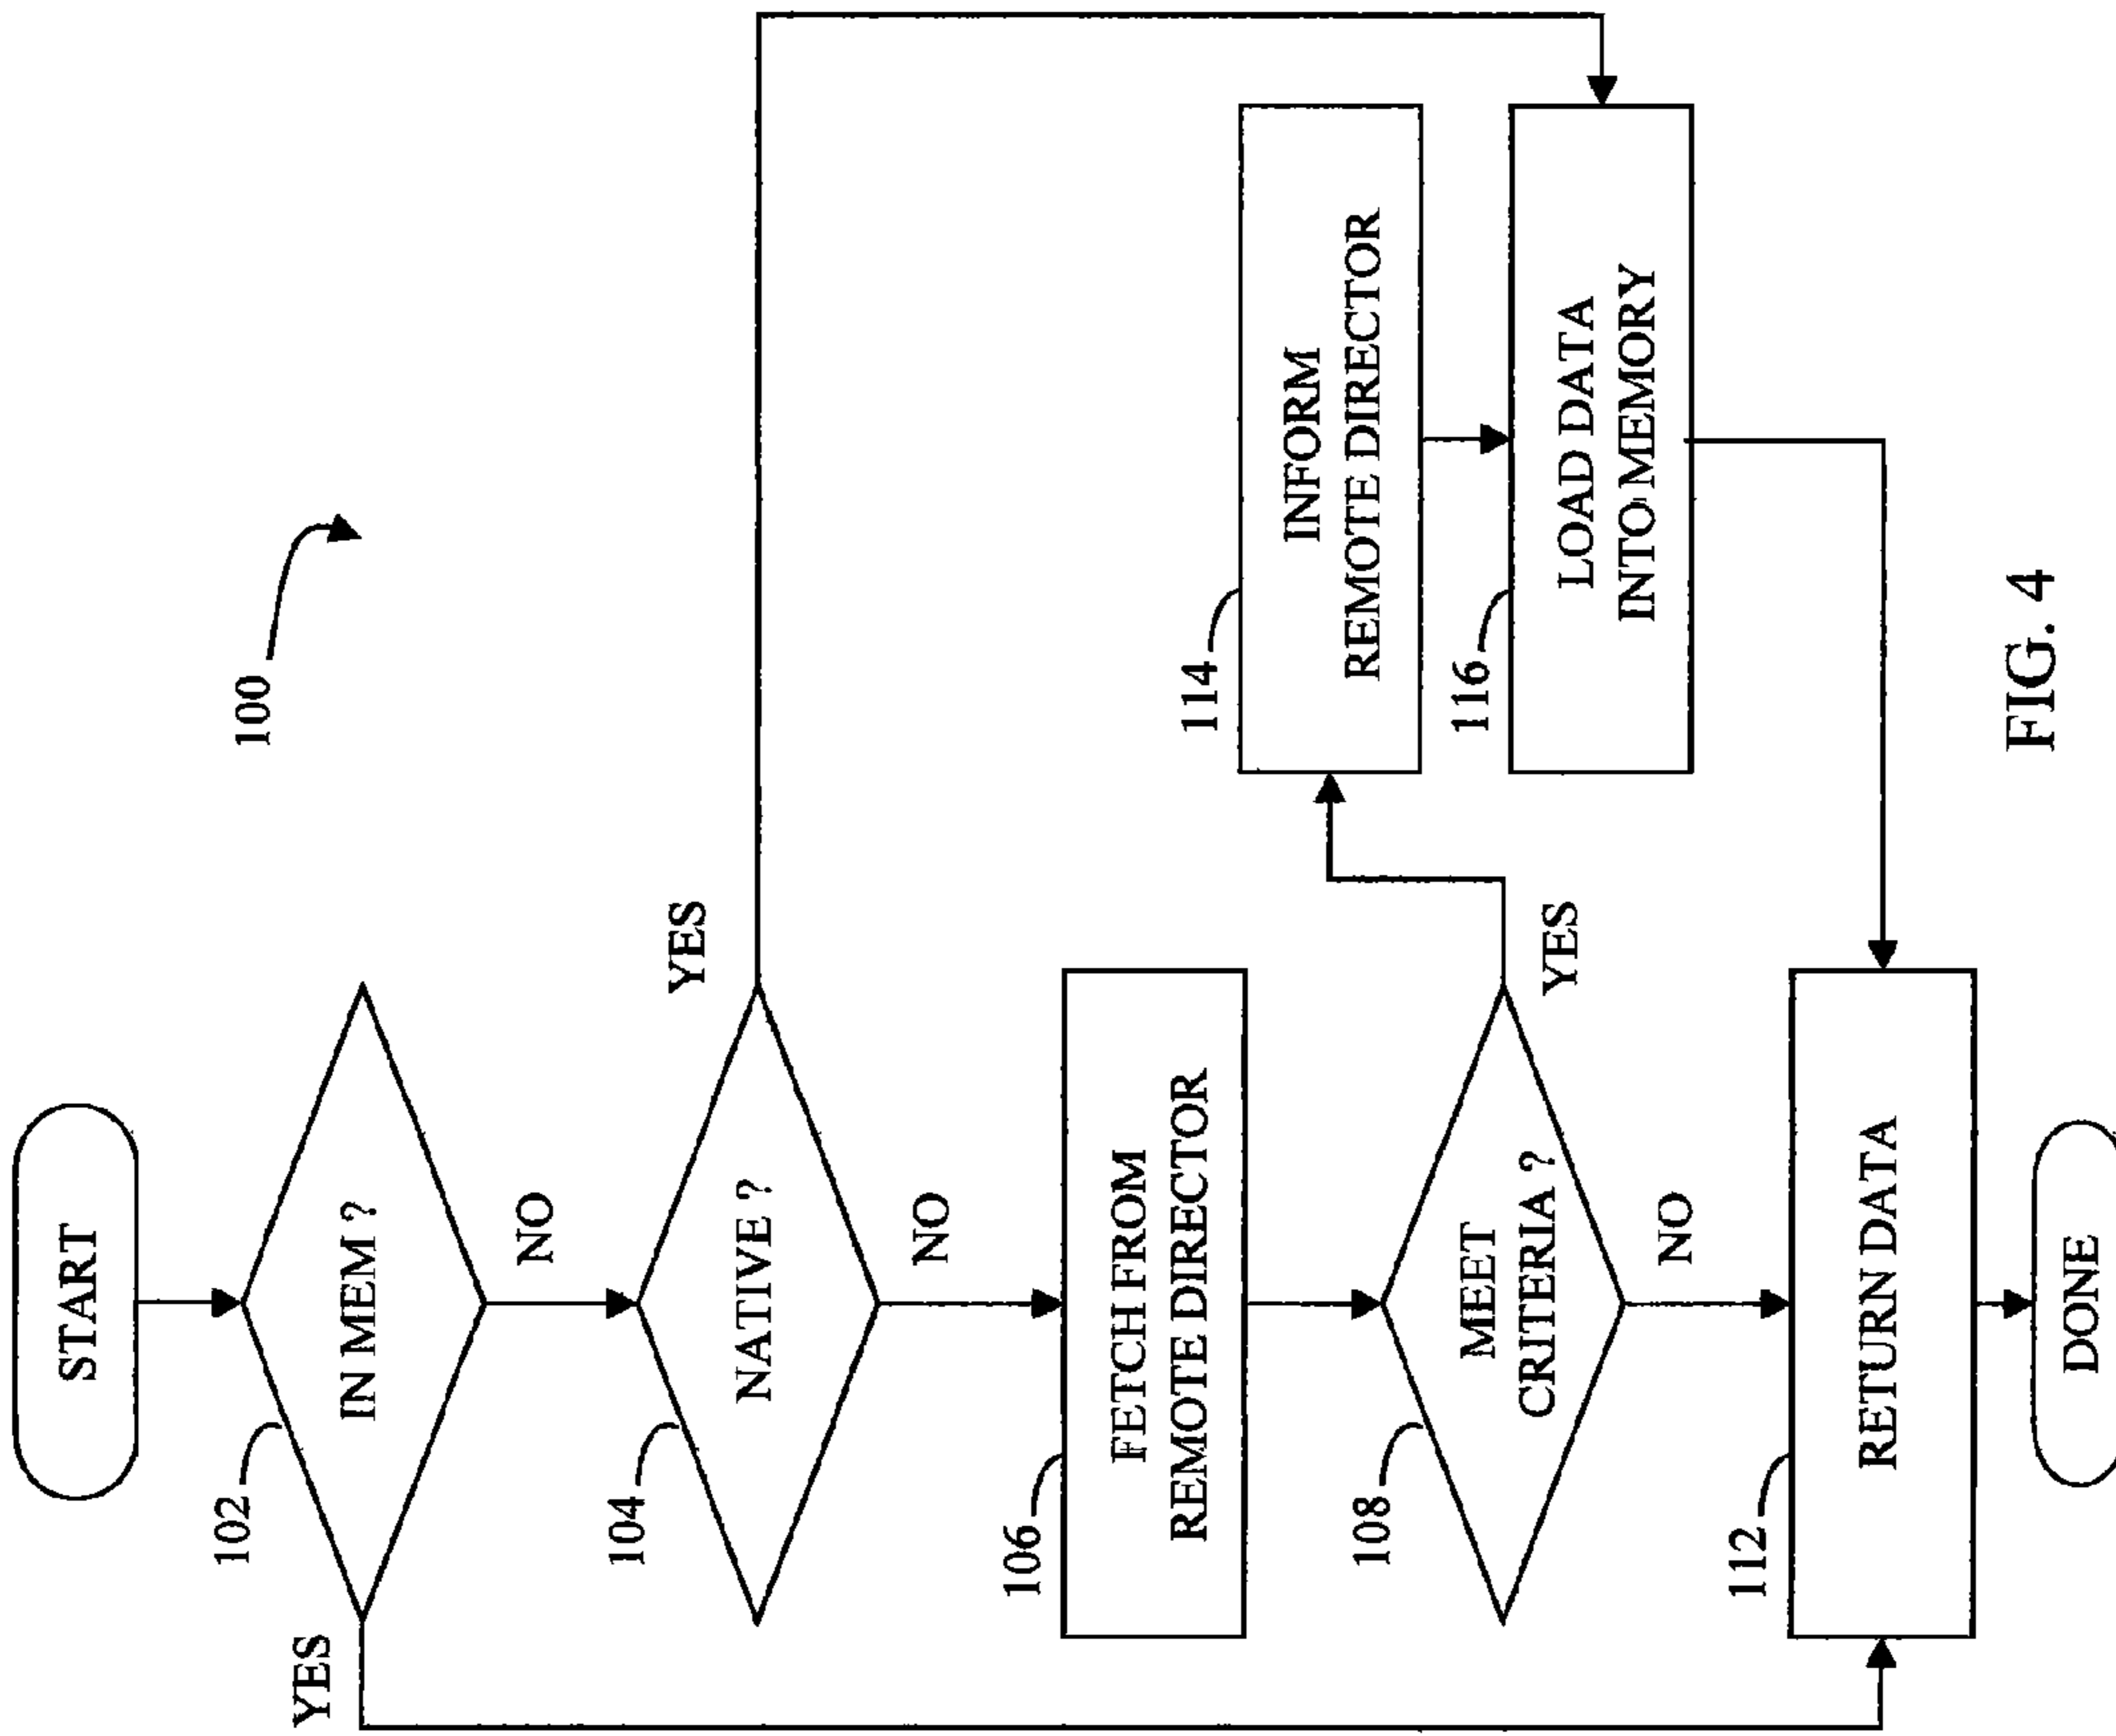 100
START
102
IN MEM ?
YES
NO
104
NATIVE ?
YES
NO
106
FETCH FROM
REMOTE DIRECTOR
108
MEET
CRITERIA ?
YES
NO
114
INFORM
REMOTE DIRECTOR
116
LOAD DATA
INTO MEMORY
112
RETURN DATA
DONE
FIG. 4